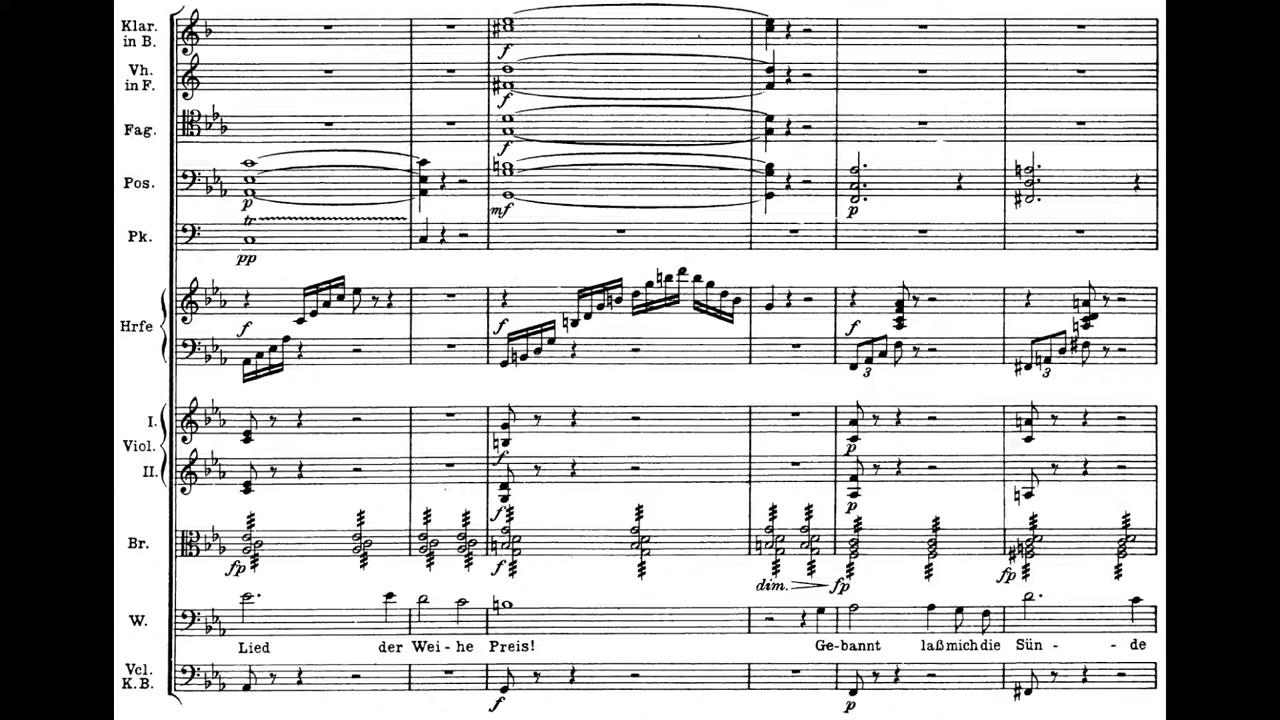 Klar.
in B.
f
Vh.
in F.
f
Fag.
f
Pos.
p
mf
p
tr
Pk.
pp
Hrfe
f
f
f
3
3
I.
Viol.
II.
f
p
f
p
Br.
fp
f
dim.
fp
fp
W.
Lied der Wei - he Preis! Ge-bannt laß mich die Sün - - de
Vcl.
K.B.
f
p